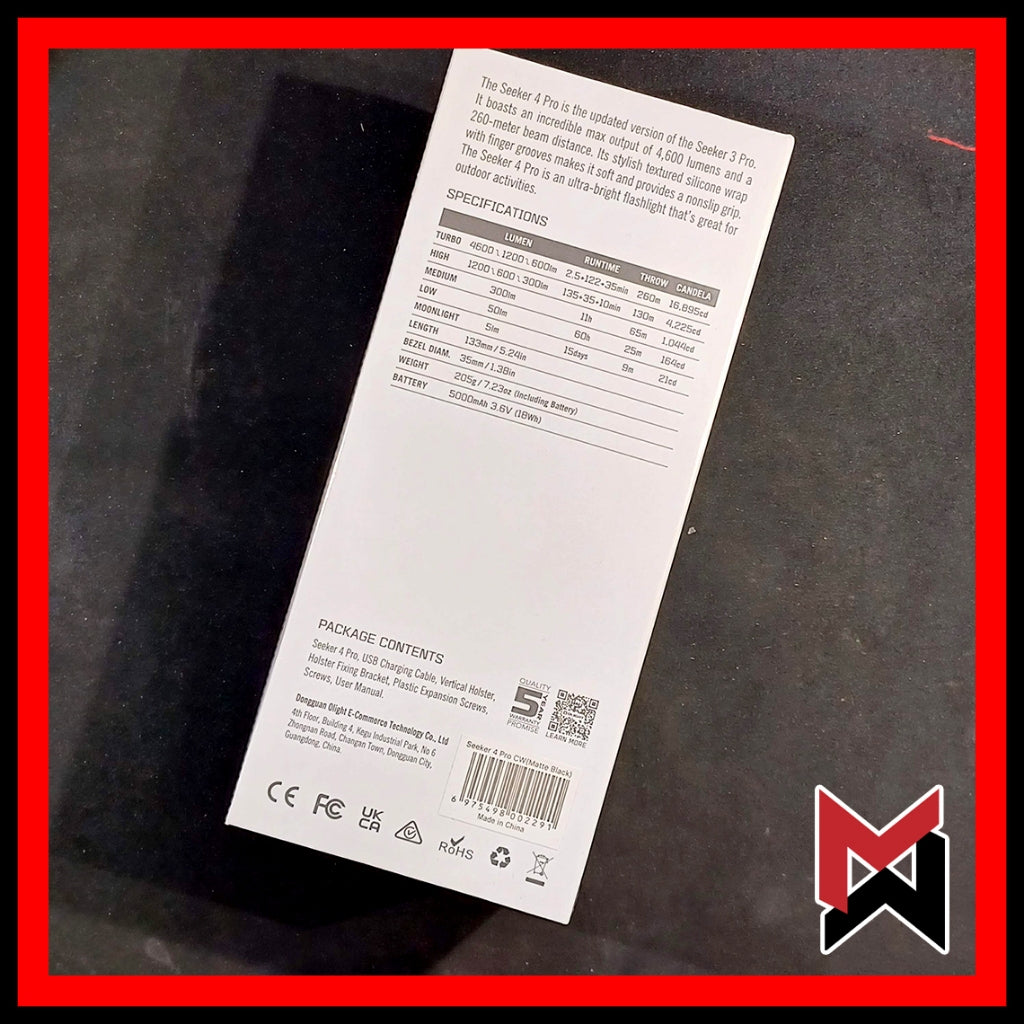 The Seeker 4 Pro is the updated version of the Seeker 3 Pro.
It boasts an incredible max output of 4,600 lumens and a
260-meter beam distance. Its stylish textured silicone wrap
with finger grooves makes it soft and provides a nonslip grip.
The Seeker 4 Pro is an ultra-bright flashlight that's great for
outdoor activities.
SPECIFICATIONS
LUMEN RUNTIME THROW CANDELA
TURBO 4600\1200\600lm 2.5+122+35min 260m 16,895cd
HIGH 1200\600\300lm 135+35+10min 130m 4,225cd
MEDIUM 300lm 11h 65m 1,044cd
LOW 50lm 60h 25m 164cd
MOONLIGHT 5lm 15days 9m 21cd
LENGTH 133mm / 5.24in
BEZEL DIAM. 35mm / 1.38in
WEIGHT 205g / 7.23oz (Including Battery)
BATTERY 5000mAh 3.6V (18Wh)
PACKAGE CONTENTS
Seeker 4 Pro, USB Charging Cable, Vertical Holster,
Holster Fixing Bracket, Plastic Expansion Screws,
Screws, User Manual.
Dongguan Olight E-Commerce Technology Co., Ltd
4th Floor, Building 4, Kegu Industrial Park, No 6
Zhongnan Road, Changan Town, Dongguan City,
Guangdong, China.
QUALITY
5 YEAR
WARRANTY
PROMISE
LEARN MORE
Seeker 4 Pro CW(Matte Black)
6 975498 002291
Made in China
CE FC UK
CA
RoHS